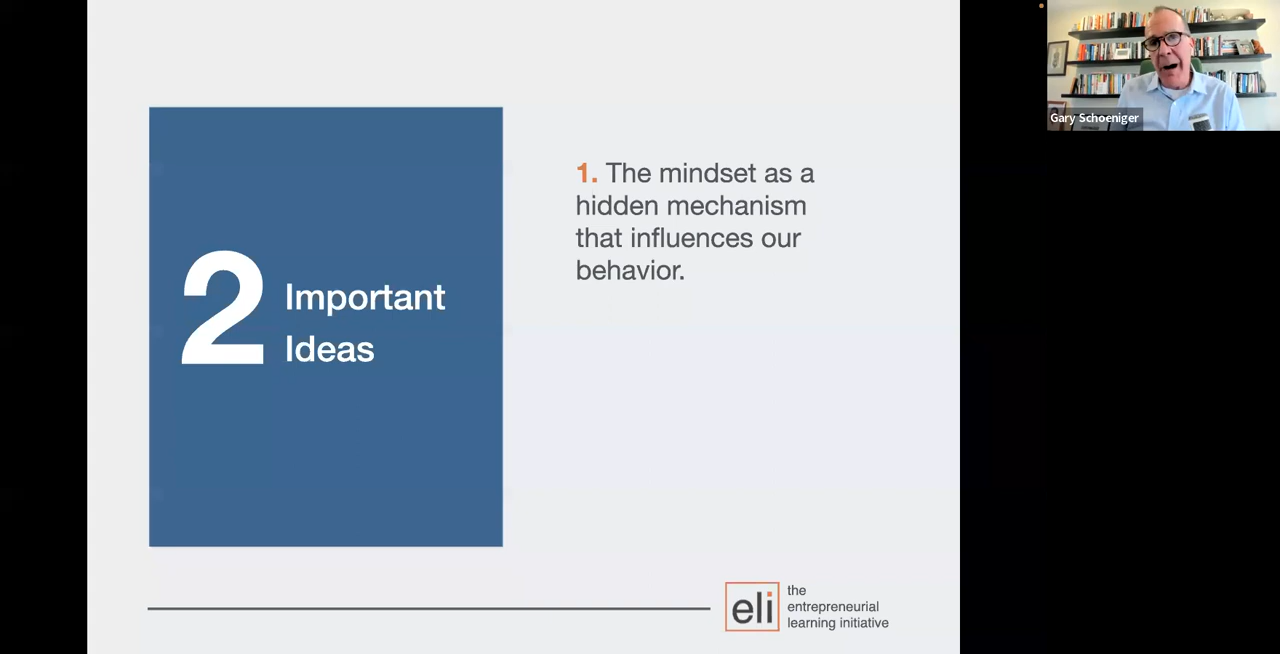 2 Important
Ideas
1. The mindset as a
hidden mechanism
that influences our
behavior.
eli
the
entrepreneurial
learning initiative
Gary Schoeniger